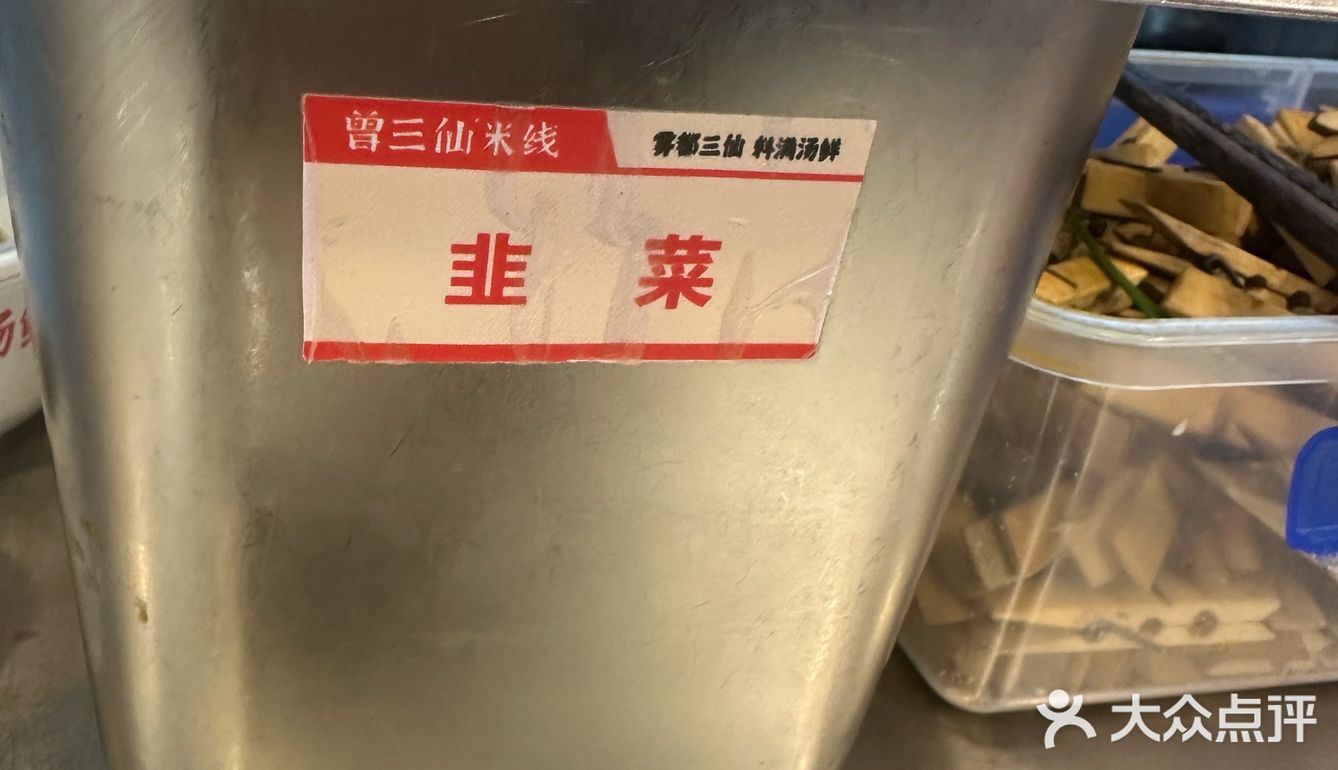 曾三仙米线
雾都三仙 料满汤鲜
韭菜
大众点评